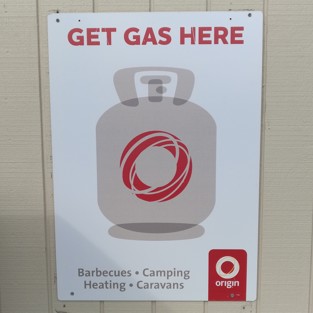 GET GAS HERE
Barbecues • Camping
Heating • Caravans
origin